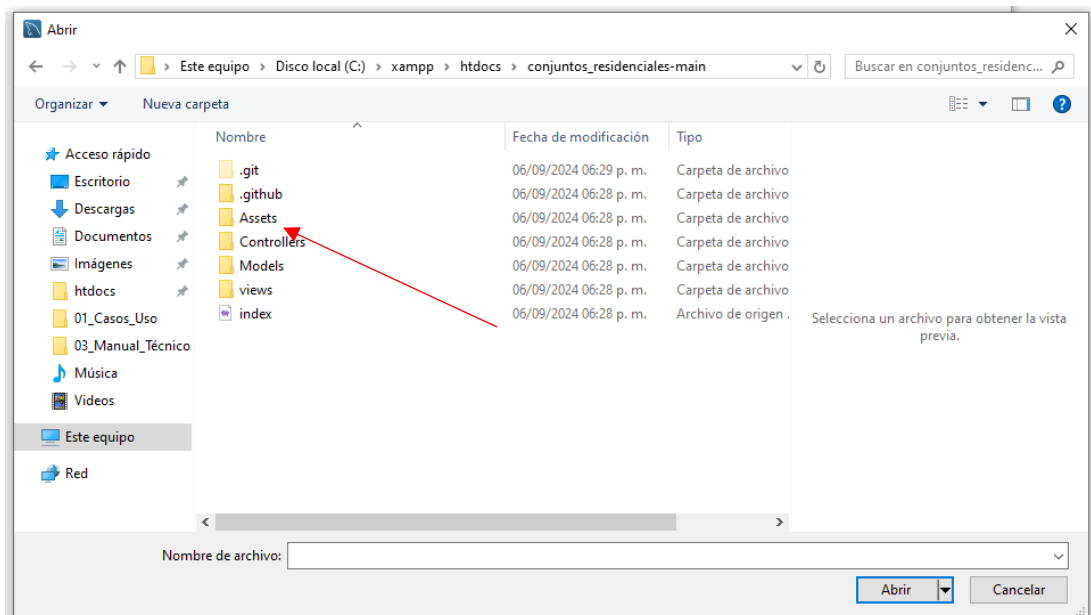 Abrir
Este equipo > Disco local (C:) > xampp > htdocs > conjuntos_residenciales-main
Buscar en conjuntos_residenc...
Organizar
Nueva carpeta
Nombre
Fecha de modificación
Tipo
Acceso rápido
Escritorio
Descargas
Documentos
Imágenes
htdocs
01_Casos_Uso
03_Manual_Técnico
Música
Videos
Este equipo
Red
.git 06/09/2024 06:29 p. m. Carpeta de archivo
.github 06/09/2024 06:28 p. m. Carpeta de archivo
Assets 06/09/2024 06:28 p. m. Carpeta de archivo
Controllers 06/09/2024 06:28 p. m. Carpeta de archivo
Models 06/09/2024 06:28 p. m. Carpeta de archivo
views 06/09/2024 06:28 p. m. Carpeta de archivo
index 06/09/2024 06:28 p. m. Archivo de origen .
Selecciona un archivo para obtener la vista
previa.
Nombre de archivo:
Abrir
Cancelar